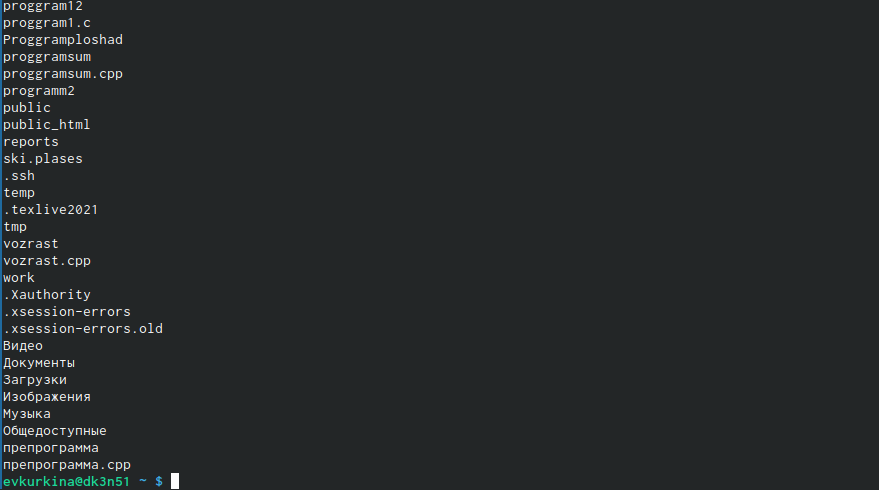 proggram12
proggram1.c
Proggramploshad
proggramsum
proggramsum.cpp
programm2
public
public_html
reports
ski.plases
.ssh
temp
.texlive2021
tmp
vozrast
vozrast.cpp
work
.Xauthority
.xsession-errors
.xsession-errors.old
Видео
Документы
Загрузки
Изображения
Музыка
Общедоступные
препрограмма
препрограмма.cpp
evkurkina@dk3n51 ~ $